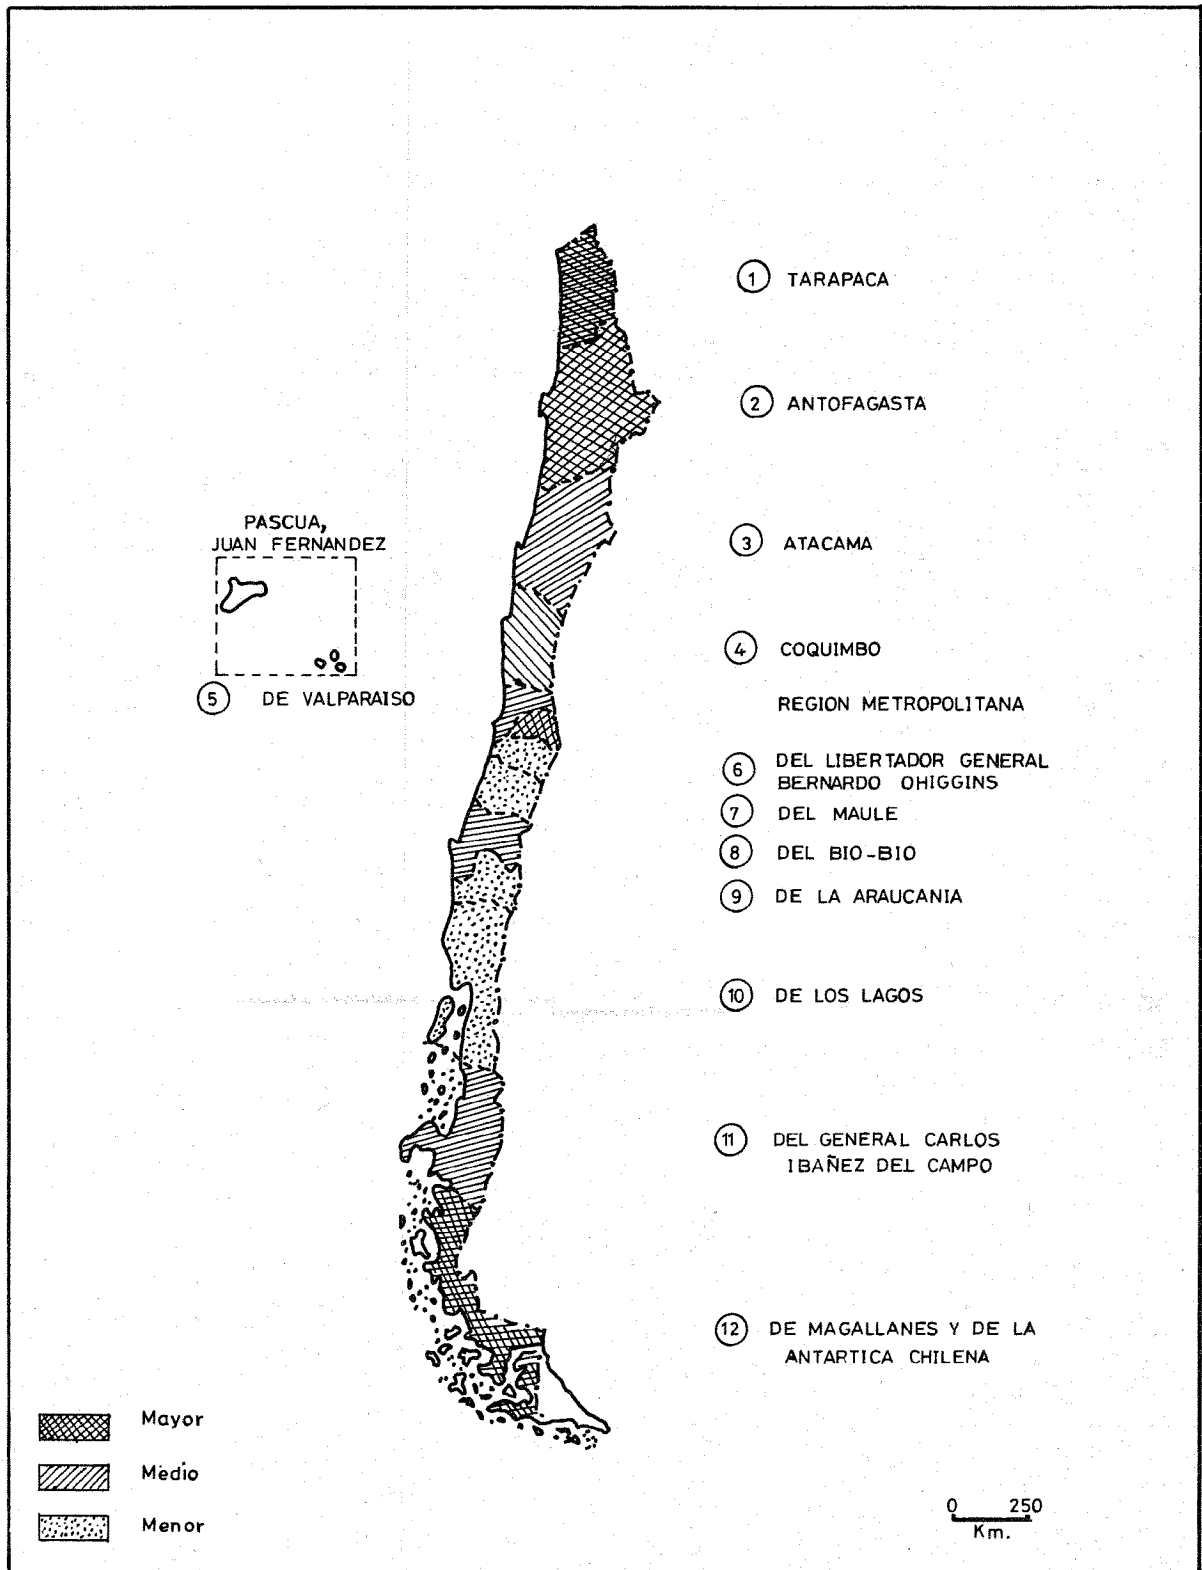 1 TARAPACA
2 ANTOFAGASTA
PASCUA,
JUAN FERNANDEZ
3 ATACAMA
4 COQUIMBO
5 DE VALPARAISO
REGION METROPOLITANA
6 DEL LIBERTADOR GENERAL
BERNARDO OHIGGINS
7 DEL MAULE
8 DEL BIO-BIO
9 DE LA ARAUCANIA
10 DE LOS LAGOS
11 DEL GENERAL CARLOS
IBAÑEZ DEL CAMPO
12 DE MAGALLANES Y DE LA
ANTARTICA CHILENA
Mayor
Medio
Menor
0 250
Km.